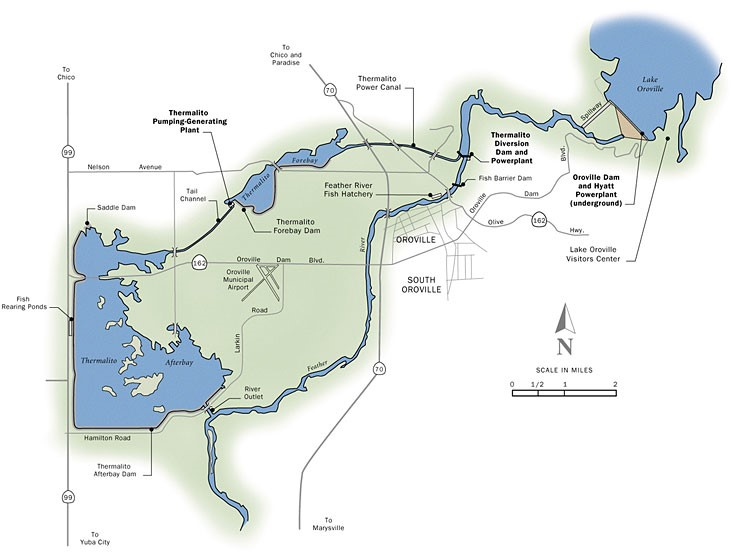 To
Chico and
Paradise
To
Chico
70
Thermalito
Power Canal
Lake
Oroville
Spillway
Thermalito
Pumping-Generating
Plant
99
Nelson Avenue
Forebay
Thermalito
Thermalito
Diversion
Dam and
Powerplant
Fish Barrier Dam
Feather River
Fish Hatchery
Tail
Channel
Saddle Dam
Thermalito
Forebay Dam
Oroville Dam Blvd.
Oroville Dam
and Hyatt
Powerplant
(underground)
Olive 162 Hwy.
Lake Oroville
Visitors Center
OROVILLE
SOUTH
OROVILLE
River
162 Oroville Dam Blvd.
Oroville
Municipal
Airport
Larkin Road
Fish
Rearing Ponds
Thermalito Afterbay
Feather
70
River
Outlet
N
SCALE IN MILES
0 1/2 1 2
Hamilton Road
Thermalito
Afterbay Dam
99
To
Yuba City
To
Marysville